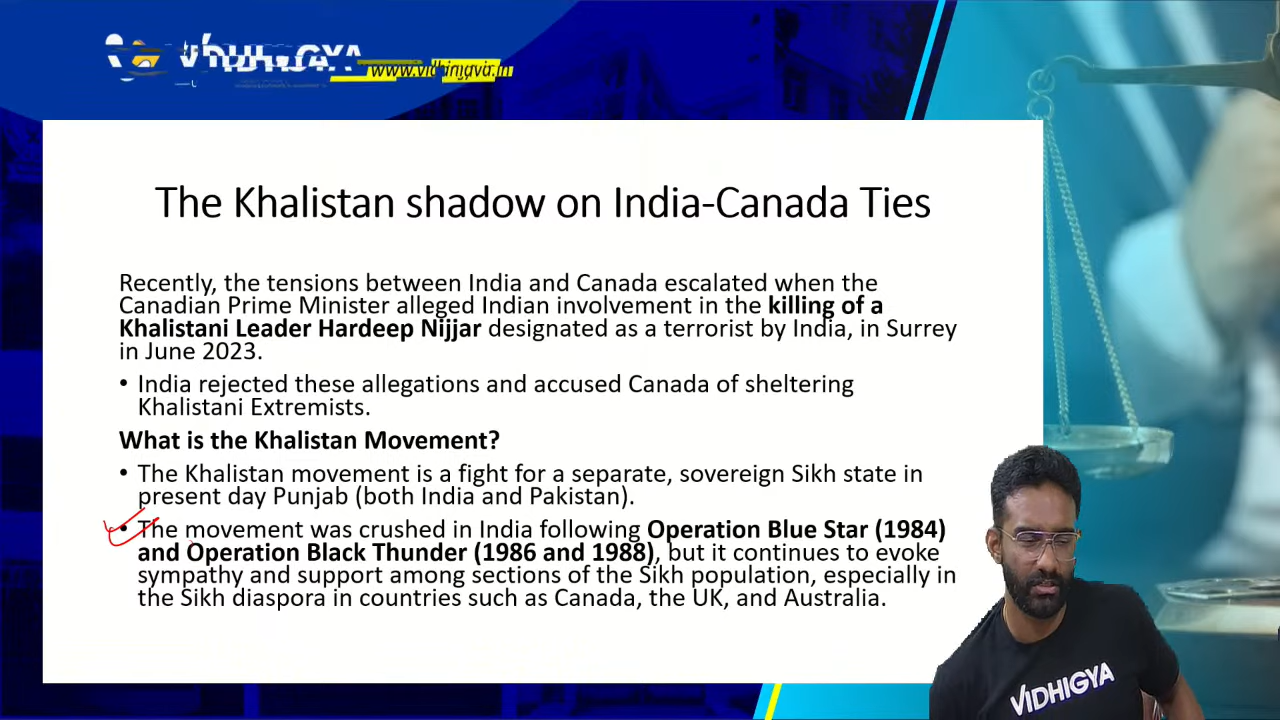 VIDHIGYA
The Khalistan shadow on India-Canada Ties
Recently, the tensions between India and Canada escalated when the
Canadian Prime Minister alleged Indian involvement in the killing of a
Khalistani Leader Hardeep Nijjar designated as a terrorist by India, in Surrey
in June 2023.
• India rejected these allegations and accused Canada of sheltering
Khalistani Extremists.
What is the Khalistan Movement?
• The Khalistan movement is a fight for a separate, sovereign Sikh state in
present day Punjab (both India and Pakistan).
• The movement was crushed in India following Operation Blue Star (1984)
and Operation Black Thunder (1986 and 1988), but it continues to evoke
sympathy and support among sections of the Sikh population, especially in
the Sikh diaspora in countries such as Canada, the UK, and Australia.
VIDHIGYA